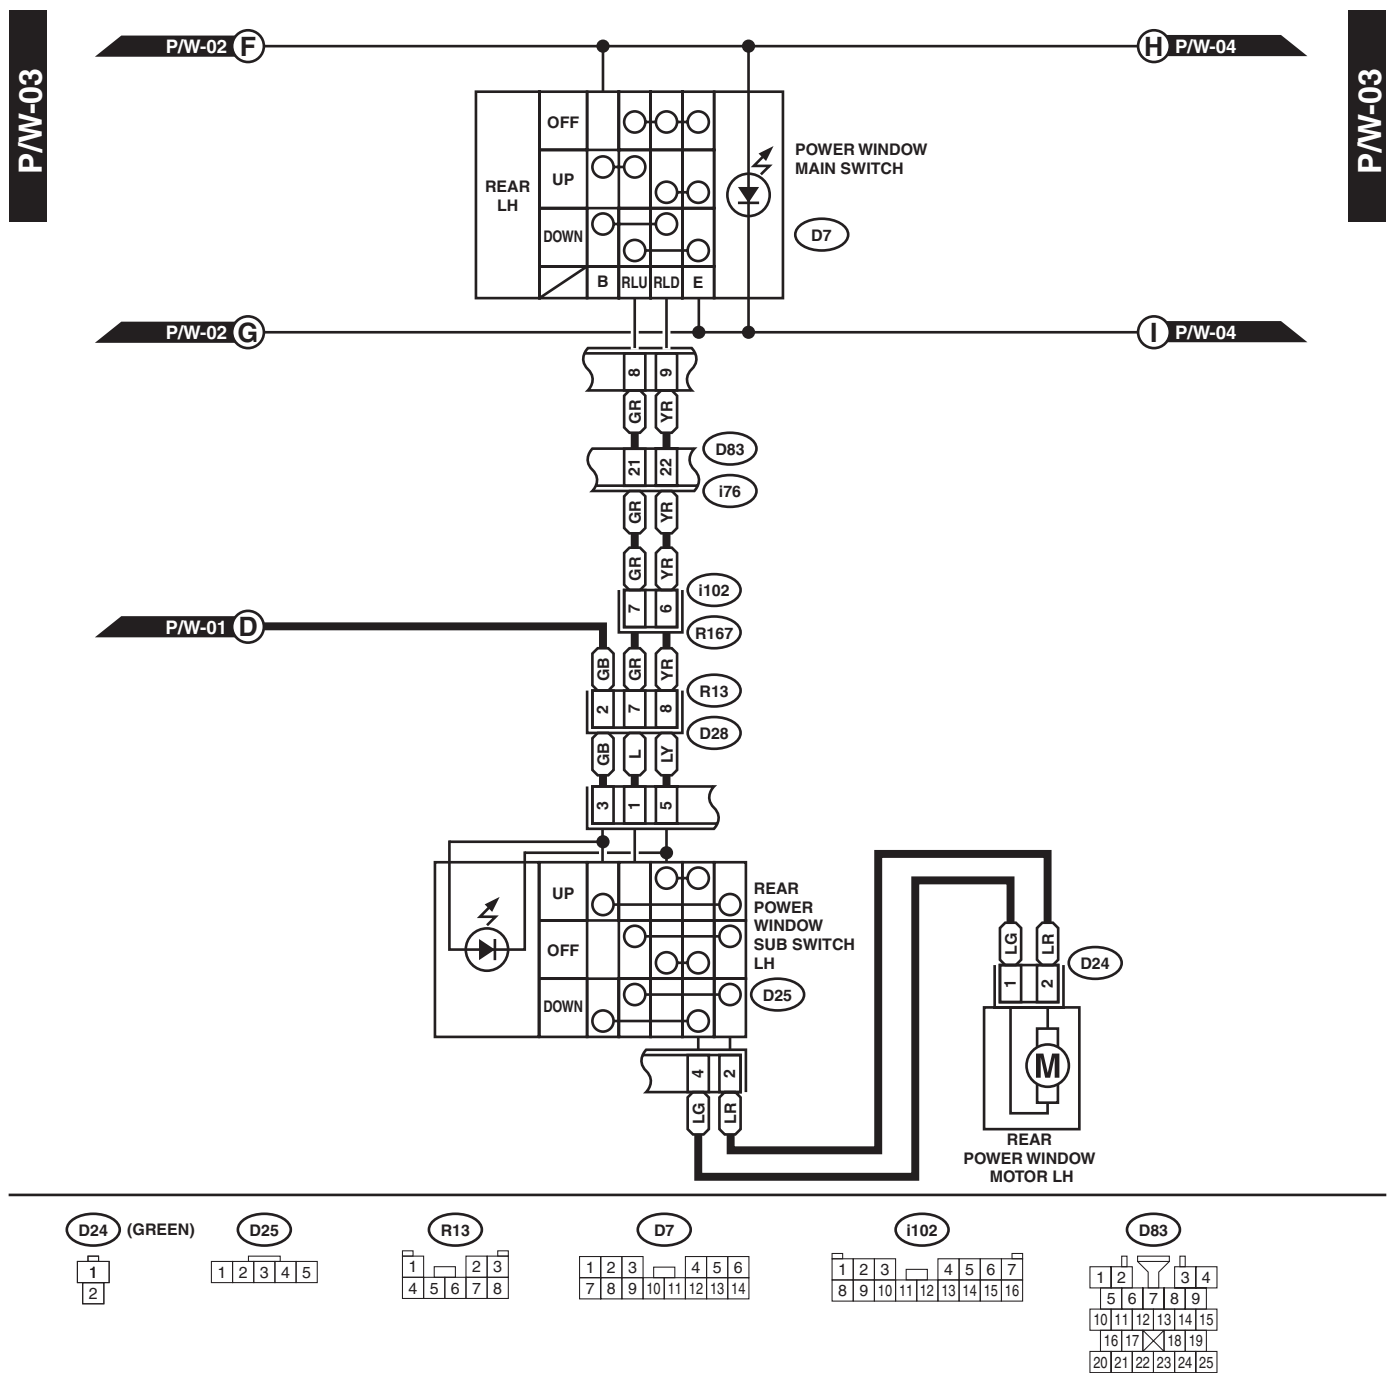 P/W-03
P/W-03
P/W-02 F
H P/W-04
REAR
LH
OFF
UP
DOWN
B RLU RLD E
POWER WINDOW
MAIN SWITCH
D7
P/W-02 G
I P/W-04
8 9
GR YR
21 22
D83
i76
GR YR
GR YR
7 6
i102
R167
P/W-01 D
GB GR YR
2 7 8
R13
D28
GB L LY
3 1 5
UP
OFF
DOWN
REAR
POWER
WINDOW
SUB SWITCH
LH
D25
4 2
LG LR
LG LR
1 2
D24
M
REAR
POWER WINDOW
MOTOR LH
D24 (GREEN)
1
2
D25
1 2 3 4 5
R13
1 2 3
4 5 6 7 8
D7
1 2 3 4 5 6
7 8 9 10 11 12 13 14
i102
1 2 3 4 5 6 7
8 9 10 11 12 13 14 15 16
D83
1 2 3 4
5 6 7 8 9
10 11 12 13 14 15
16 17 18 19
20 21 22 23 24 25